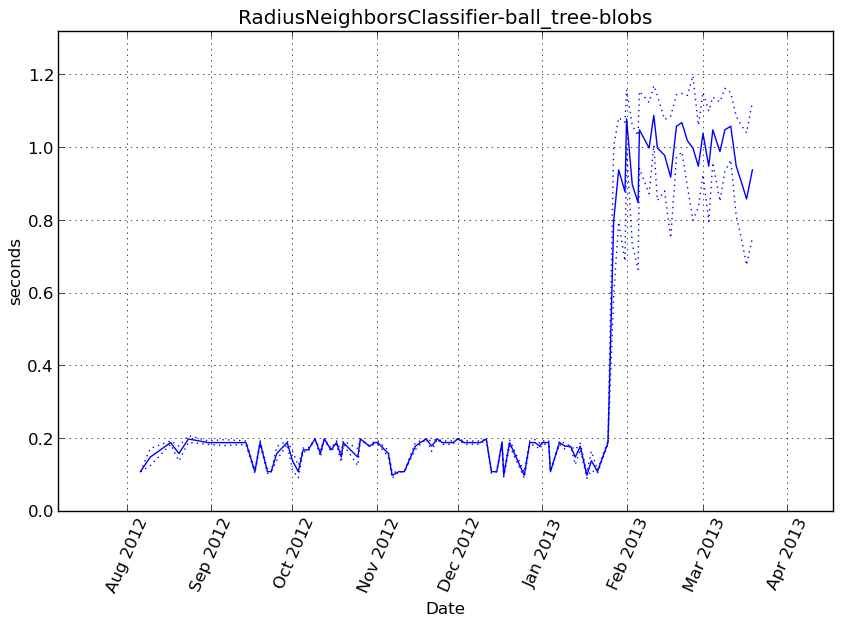 RadiusNeighborsClassifier-ball_tree-blobs
1.2
1.0
0.8
0.6
0.4
0.2
0.0
seconds
Aug 2012
Sep 2012
Oct 2012
Nov 2012
Dec 2012
Jan 2013
Feb 2013
Mar 2013
Apr 2013
Date